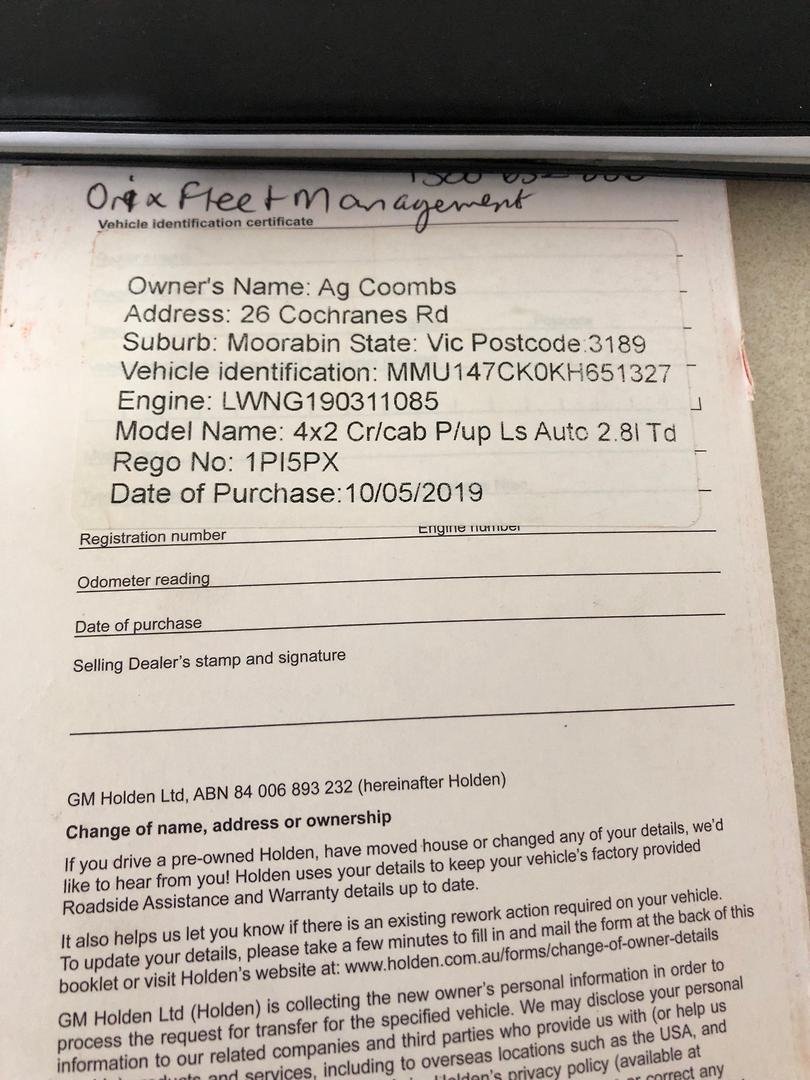 Orix Fleet Management
Vehicle identification certificate
Owner's Name: Ag Coombs
Address: 26 Cochranes Rd
Suburb: Moorabin State: Vic Postcode:3189
Vehicle identification: MMU147CK0KH651327
Engine: LWNG190311085
Model Name: 4x2 Cr/cab P/up Ls Auto 2.8l Td
Rego No: 1PI5PX
Date of Purchase:10/05/2019
Registration number Engine number
Odometer reading
Date of purchase
Selling Dealer's stamp and signature
GM Holden Ltd, ABN 84 006 893 232 (hereinafter Holden)
Change of name, address or ownership
If you drive a pre-owned Holden, have moved house or changed any of your details, we'd
like to hear from you! Holden uses your details to keep your vehicle's factory provided
Roadside Assistance and Warranty details up to date.
It also helps us let you know if there is an existing rework action required on your vehicle.
To update your details, please take a few minutes to fill in and mail the form at the back of this
booklet or visit Holden's website at: www.holden.com.au/forms/change-of-owner-details
GM Holden Ltd (Holden) is collecting the new owner's personal information in order to
process the request for transfer for the specified vehicle. We may disclose your personal
information to our related companies and third parties who provide us with (or help us
and services, including to overseas locations such as the USA, and
Holden's privacy policy (available at
or correct any